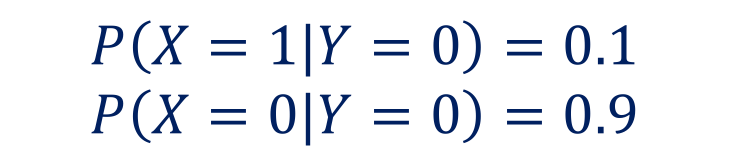 P(X = 1|Y = 0) = 0.1
P(X = 0|Y = 0) = 0.9